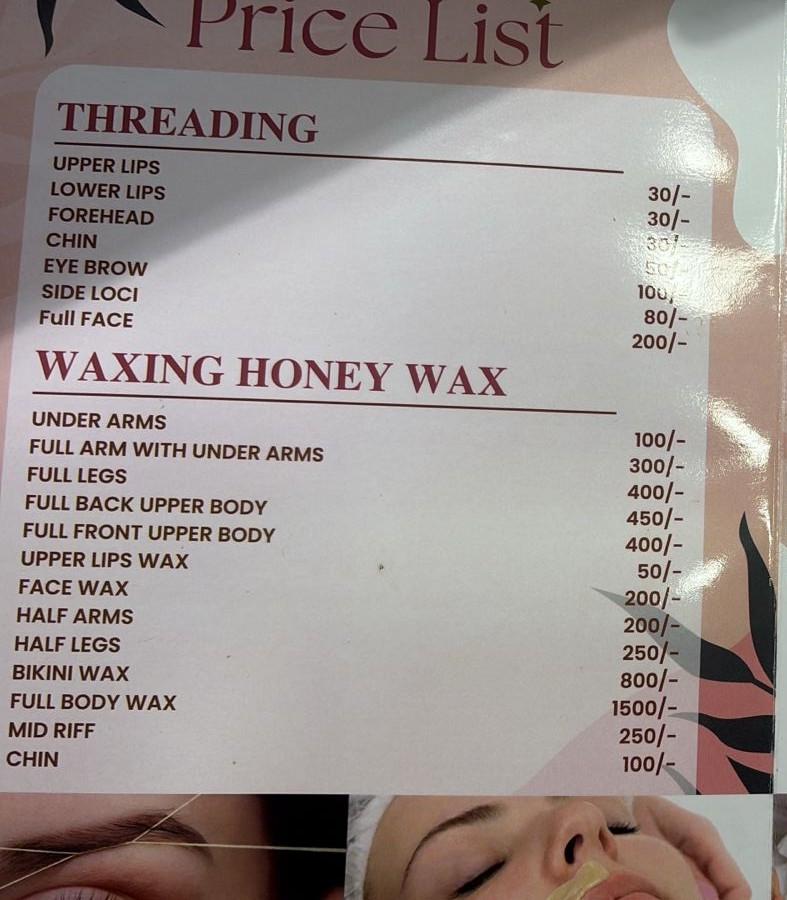 Price List
THREADING
UPPER LIPS 30/-
LOWER LIPS 30/-
FOREHEAD 30/-
CHIN 50/-
EYE BROW 100/-
SIDE LOCI 80/-
Full FACE 200/-
WAXING HONEY WAX
UNDER ARMS 100/-
FULL ARM WITH UNDER ARMS 300/-
FULL LEGS 400/-
FULL BACK UPPER BODY 450/-
FULL FRONT UPPER BODY 400/-
UPPER LIPS WAX 50/-
FACE WAX 200/-
HALF ARMS 200/-
HALF LEGS 250/-
BIKINI WAX 800/-
FULL BODY WAX 1500/-
MID RIFF 250/-
CHIN 100/-